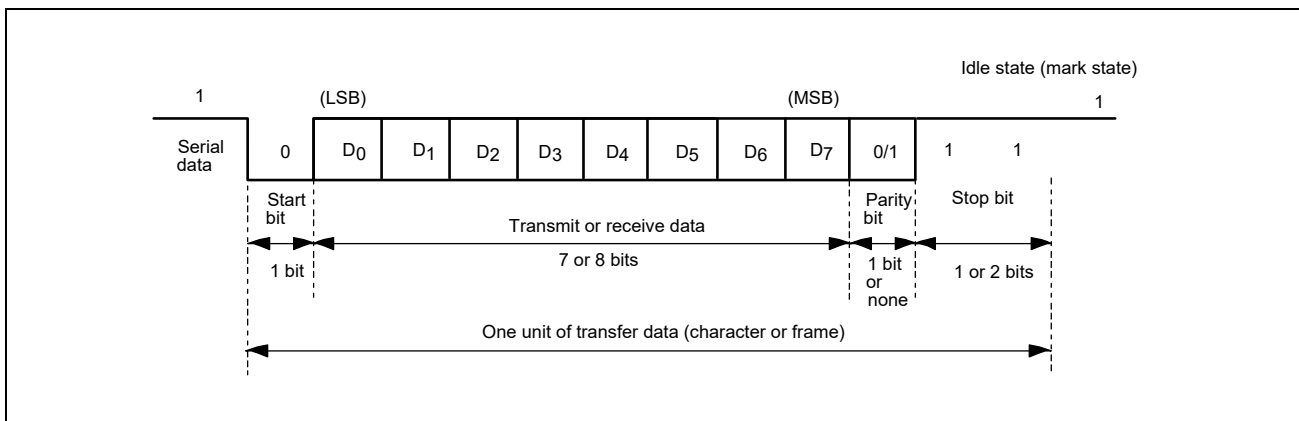 Idle state (mark state)
1 (LSB) (MSB) 1
Serial
data
0 D0 D1 D2 D3 D4 D5 D6 D7 0/1 1 1
Start
bit
Transmit or receive data
Parity
bit
Stop bit
1 bit
7 or 8 bits
1 bit
or
none
1 or 2 bits
One unit of transfer data (character or frame)